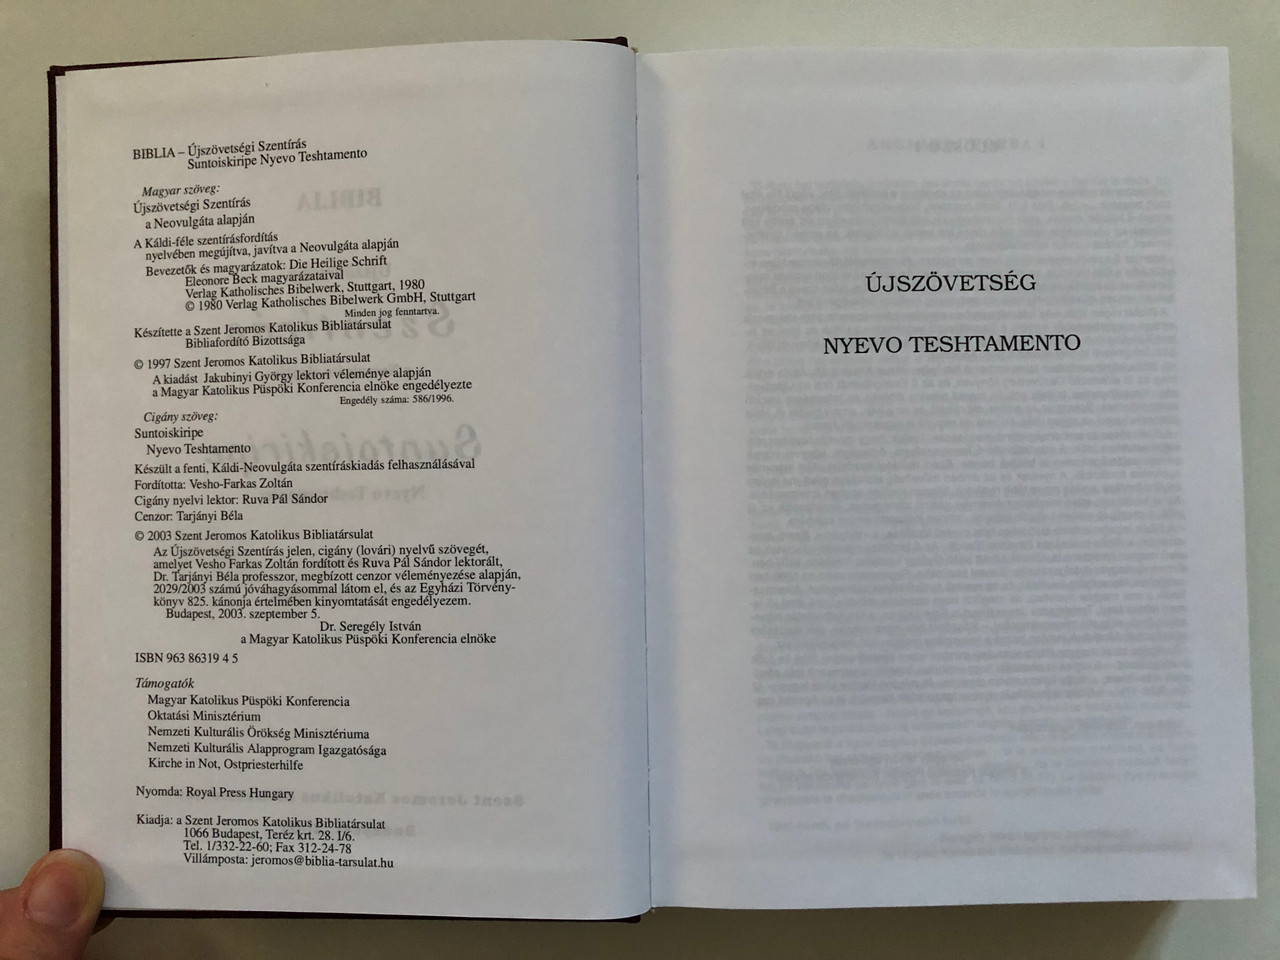 BIBLIA – Újszövetségi Szentírás
Suntoiskiripe Nyevo Teshtamento
Magyar szöveg:
Újszövetségi Szentírás
a Neovulgáta alapján
A Káldi-féle szentírásfordítás
nyelvében megújítva, javítva a Neovulgáta alapján
Bevezetők és magyarázatok: Die Heilige Schrift
Eleonore Beck magyarázataival
Verlag Katholisches Bibelwerk, Stuttgart, 1980
© 1980 Verlag Katholisches Bibelwerk GmbH, Stuttgart
Minden jog fenntartva.
Készítette a Szent Jeromos Katolikus Bibliatársulat
Bibliafordító Bizottsága
© 1997 Szent Jeromos Katolikus Bibliatársulat
A kiadást Jakubinyi György lektori véleménye alapján
a Magyar Katolikus Püspöki Konferencia elnöke engedélyezte
Engedély száma: 586/1996.
Cigány szöveg:
Suntoiskiripe
Nyevo Teshtamento
Készült a fenti, Káldi-Neovulgáta szentíráskiadás felhasználásával
Fordította: Vesho-Farkas Zoltán
Cigány nyelvi lektor: Ruva Pál Sándor
Cenzor: Tarjányi Béla
© 2003 Szent Jeromos Katolikus Bibliatársulat
Az Újszövetségi Szentírás jelen, cigány (lovári) nyelvű szövegét,
amelyet Vesho Farkas Zoltán fordított és Ruva Pál Sándor lektorált,
Dr. Tarjányi Béla professzor, megbízott cenzor véleményezése alapján,
2029/2003 számú jóváhagyásommal látom el, és az Egyházi Törvény-
könyv 825. kánonja értelmében kinyomtatását engedélyezem.
Budapest, 2003. szeptember 5.
Dr. Seregély István
a Magyar Katolikus Püspöki Konferencia elnöke
ISBN 963 86319 4 5
Támogatók
Magyar Katolikus Püspöki Konferencia
Oktatási Minisztérium
Nemzeti Kulturális Örökség Minisztériuma
Nemzeti Kulturális Alapprogram Igazgatósága
Kirche in Not, Ostpriesterhilfe
Nyomda: Royal Press Hungary
Kiadja: a Szent Jeromos Katolikus Bibliatársulat
1066 Budapest, Teréz krt. 28. I/6.
Tel. 1/332-22-60; Fax 312-24-78
Villámposta: jeromos@biblia-tarsulat.hu
ÚJSZÖVETSÉG
NYEVO TESHTAMENTO